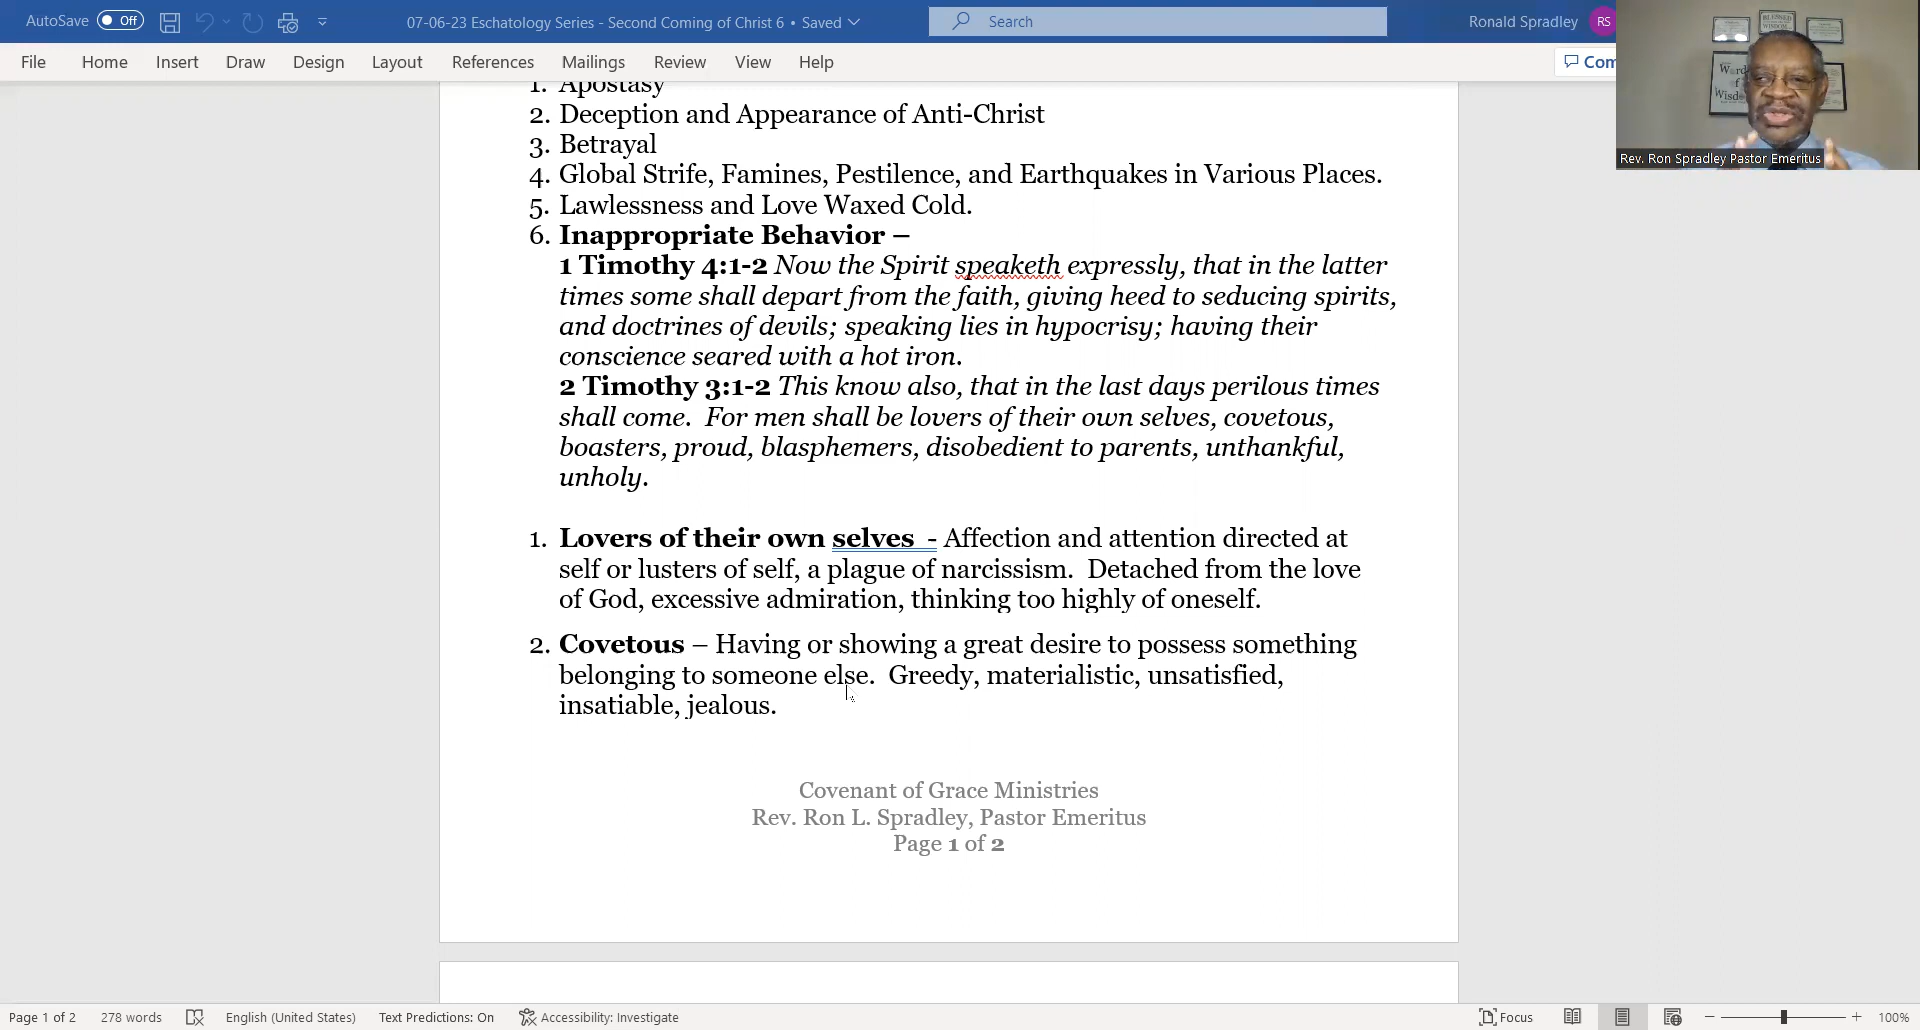 AutoSave Off
07-06-23 Eschatology Series - Second Coming of Christ 6 • Saved
Search
Ronald Spradley RS
File Home Insert Draw Design Layout References Mailings Review View Help
Com
1. Apostasy
2. Deception and Appearance of Anti-Christ
3. Betrayal
4. Global Strife, Famines, Pestilence, and Earthquakes in Various Places.
5. Lawlessness and Love Waxed Cold.
6. Inappropriate Behavior –
1 Timothy 4:1-2 Now the Spirit speaketh expressly, that in the latter
times some shall depart from the faith, giving heed to seducing spirits,
and doctrines of devils; speaking lies in hypocrisy; having their
conscience seared with a hot iron.
2 Timothy 3:1-2 This know also, that in the last days perilous times
shall come. For men shall be lovers of their own selves, covetous,
boasters, proud, blasphemers, disobedient to parents, unthankful,
unholy.
1. Lovers of their own selves - Affection and attention directed at
self or lusters of self, a plague of narcissism. Detached from the love
of God, excessive admiration, thinking too highly of oneself.
2. Covetous – Having or showing a great desire to possess something
belonging to someone else. Greedy, materialistic, unsatisfied,
insatiable, jealous.
Covenant of Grace Ministries
Rev. Ron L. Spradley, Pastor Emeritus
Page 1 of 2
BLESSED
WISDOM
Words
f
Wisdo
Rev. Ron Spradley Pastor Emeritus
Page 1 of 2 278 words English (United States) Text Predictions: On Accessibility: Investigate Focus 100%